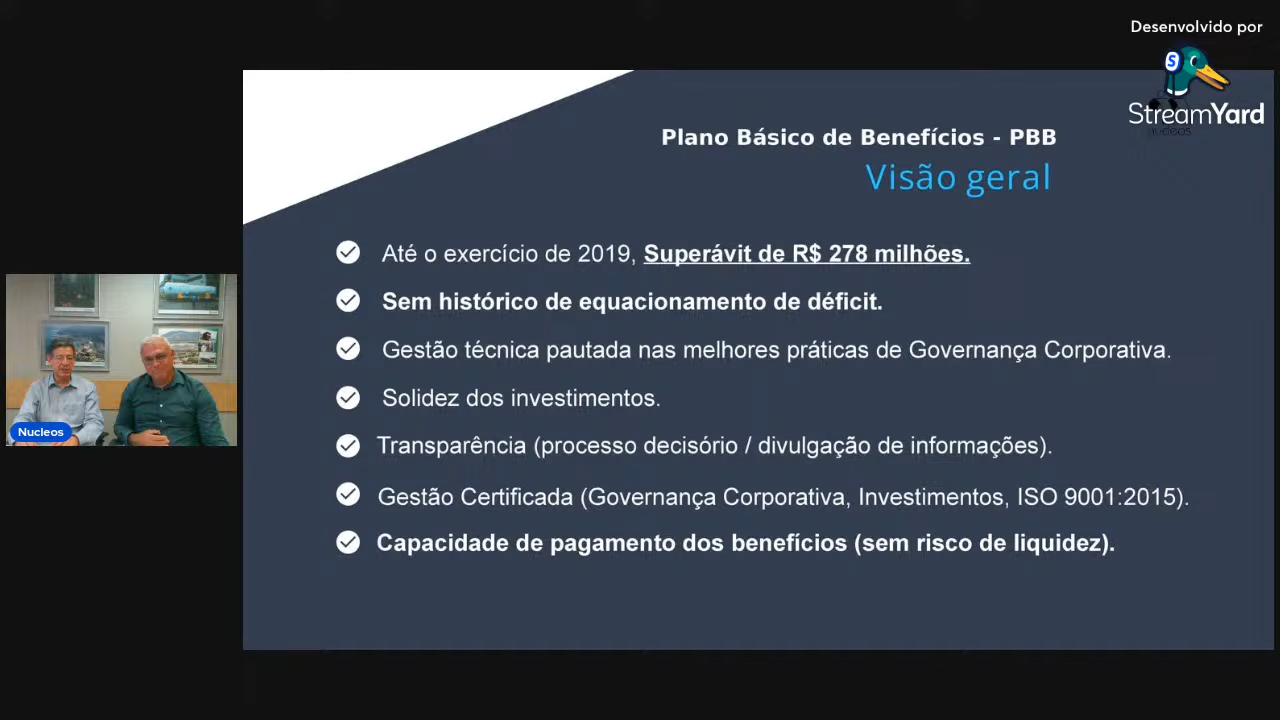 Desenvolvido por
S
StreamYard
nucleos
Plano Básico de Benefícios - PBB
Visão geral
Até o exercício de 2019, Superávit de R$ 278 milhões.
Sem histórico de equacionamento de déficit.
Gestão técnica pautada nas melhores práticas de Governança Corporativa.
Solidez dos investimentos.
Transparência (processo decisório / divulgação de informações).
Gestão Certificada (Governança Corporativa, Investimentos, ISO 9001:2015).
Capacidade de pagamento dos benefícios (sem risco de liquidez).
Nucleos